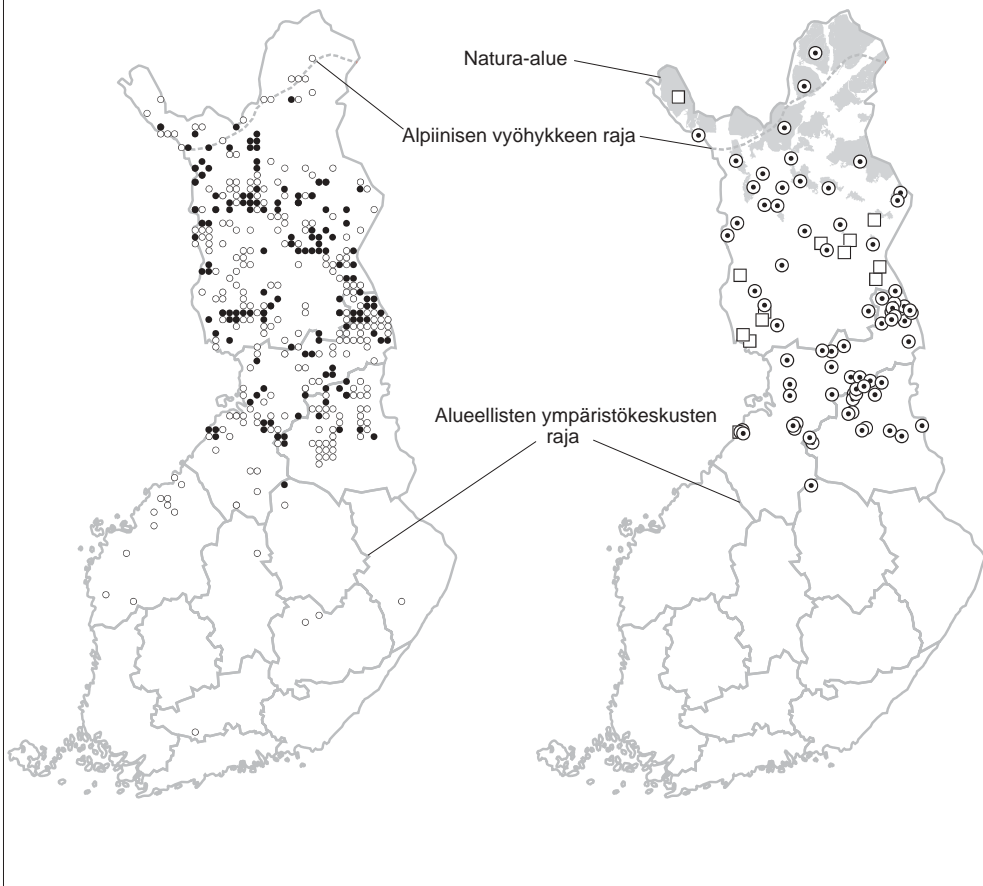 Natura-alue
Alpiinisen vyöhykkeen raja
Alueellisten ympäristökeskusten
raja